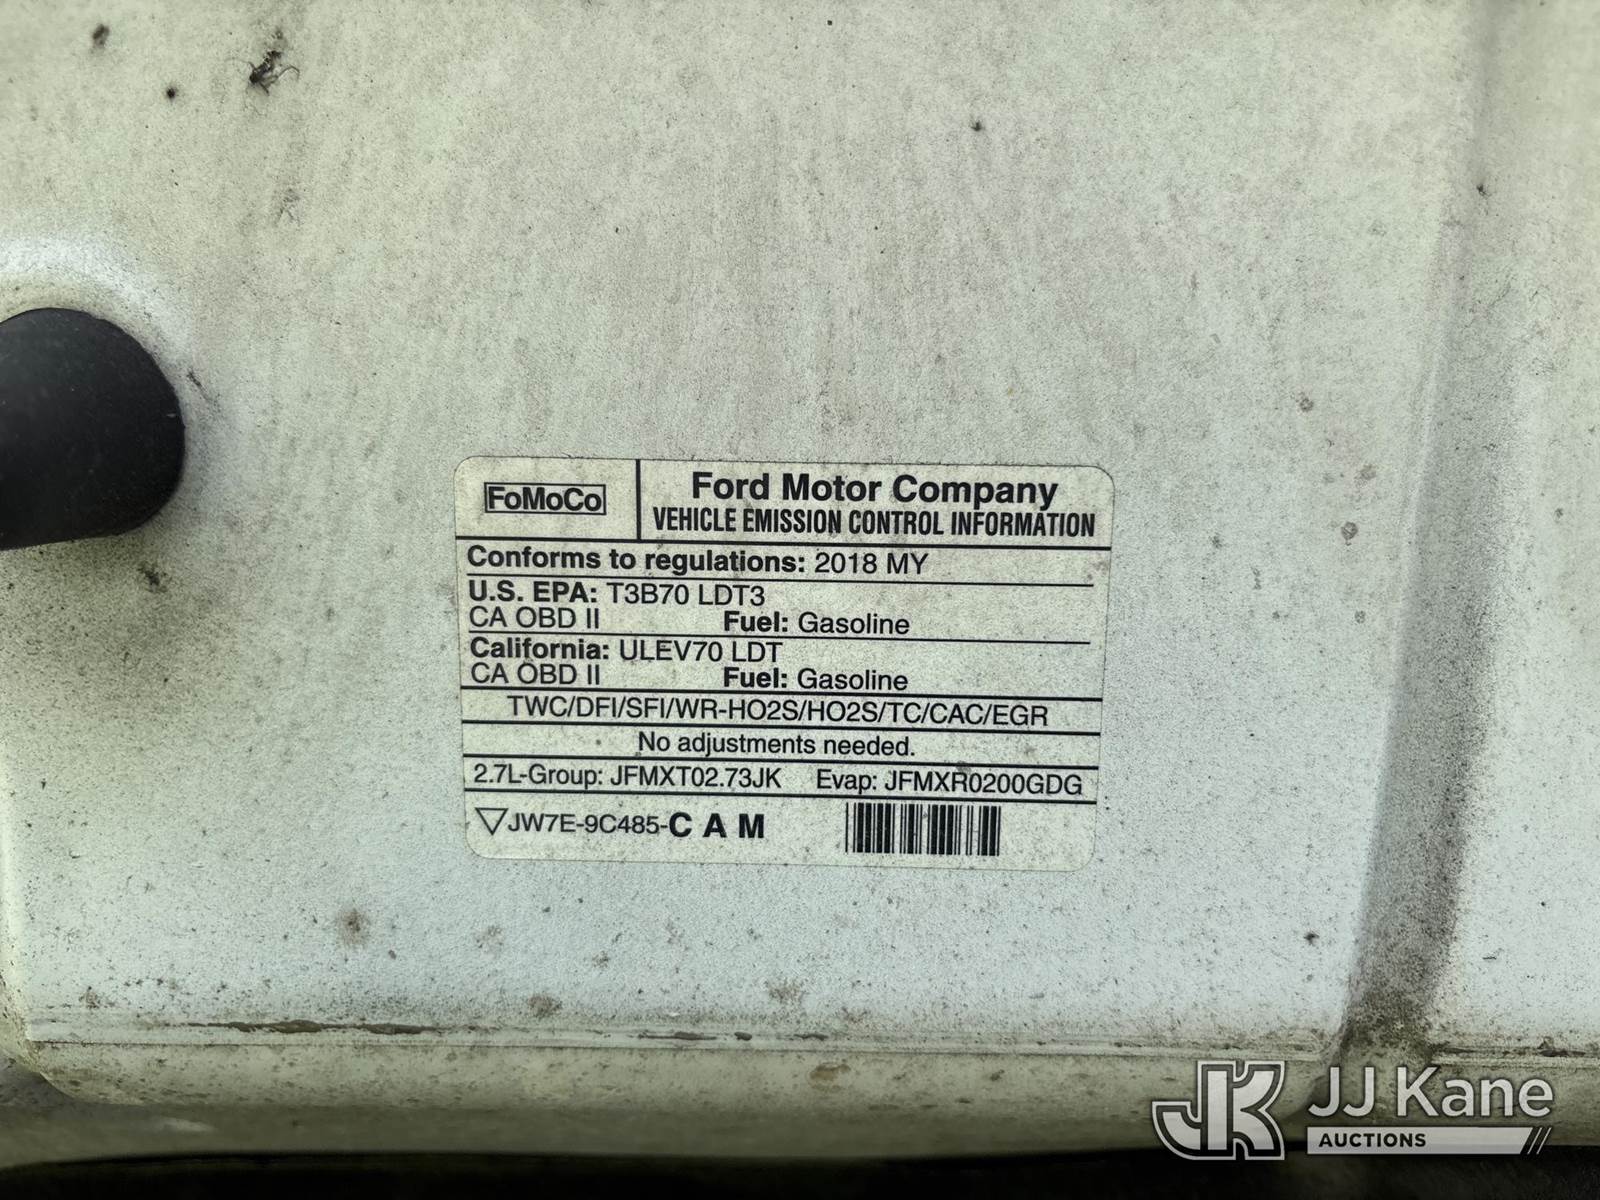 FoMoCo
Ford Motor Company
VEHICLE EMISSION CONTROL INFORMATION
Conforms to regulations: 2018 MY
U.S. EPA: T3B70 LDT3
CA OBD II Fuel: Gasoline
California: ULEV70 LDT
CA OBD II Fuel: Gasoline
TWC/DFI/SFI/WR-HO2S/HO2S/TC/CAC/EGR
No adjustments needed.
2.7L-Group: JFMXT02.73JK Evap: JFMXR0200GDG
JW7E-9C485-C A M
JK JJ Kane
AUCTIONS